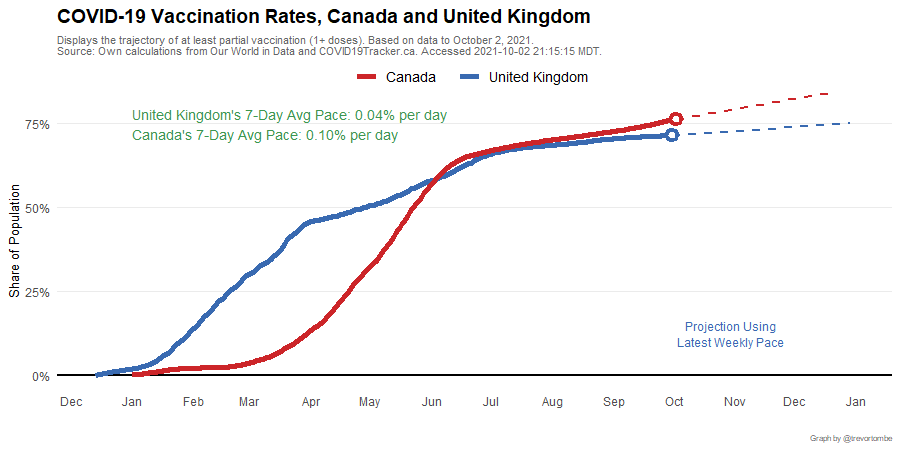 COVID-19 Vaccination Rates, Canada and United Kingdom
Displays the trajectory of at least partial vaccination (1+ doses). Based on data to October 2, 2021.
Source: Own calculations from Our World in Data and COVID19Tracker.ca. Accessed 2021-10-02 21:15:15 MDT.
Canada United Kingdom
United Kingdom's 7-Day Avg Pace: 0.04% per day
Canada's 7-Day Avg Pace: 0.10% per day
Share of Population
75%
50%
25%
0%
Projection Using
Latest Weekly Pace
Dec Jan Feb Mar Apr May Jun Jul Aug Sep Oct Nov Dec Jan
Graph by @trevortombe